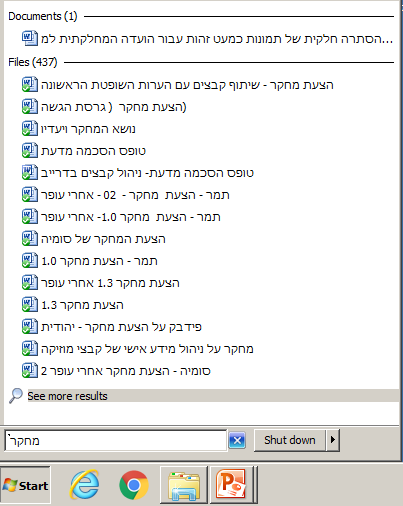 Documents (1)
הסתרה חלקית של תמונות כמעט זהות עבור הועדה המחלקתית למ...
Files (437)
הצעת מחקר - שיתוף קבצים עם הערות השופטת הראשונה
הצעת מחקר ( גרסת הגשה)
נושא המחקר ויעדיו
טופס הסכמה מדעת
טופס הסכמה מדעת- ניהול קבצים בדרייב
תמר - הצעת מחקר - 02 - אחרי עופר
תמר - הצעת מחקר 1.0- אחרי עופר
הצעת המחקר של סומיה
תמר - הצעת מחקר 1.0
הצעת מחקר 1.3 אחרי עופר
הצעת מחקר 1.3
פידבק על הצעת מחקר - יהודית
מחקר על ניהול מידע אישי של קבצי מוזיקה
סומיה - הצעת מחקר אחרי עופר 2
See more results
מחקר
Shut down
Start